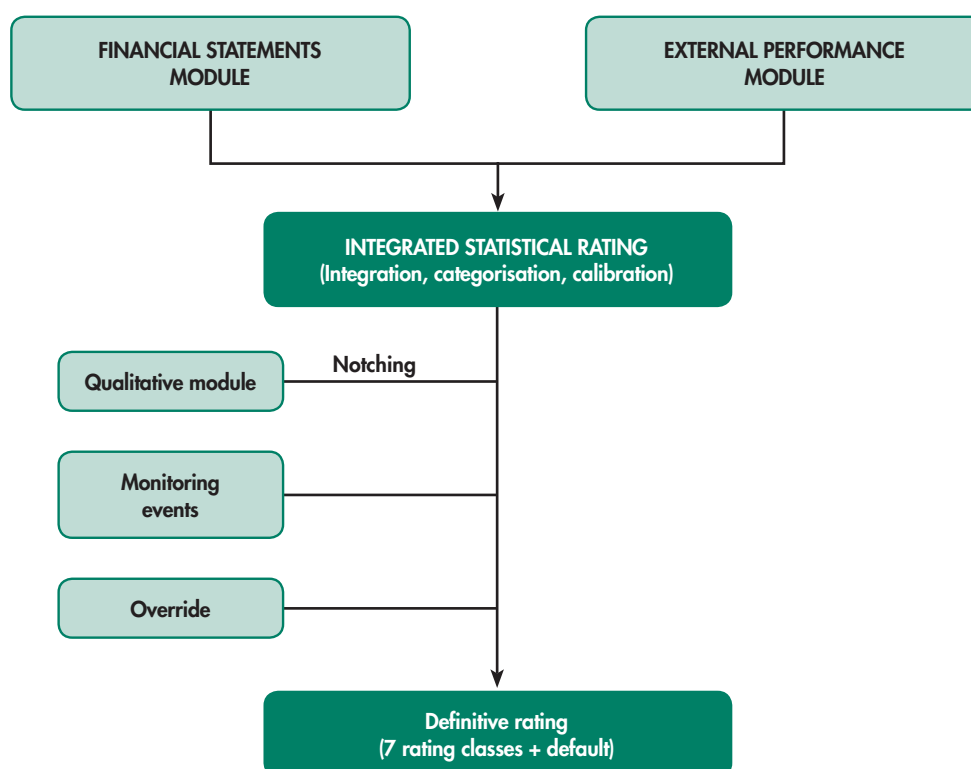 FINANCIAL STATEMENTS
MODULE
EXTERNAL PERFORMANCE
MODULE
INTEGRATED STATISTICAL RATING
(Integration, categorisation, calibration)
Notching
Qualitative module
Monitoring
events
Override
Definitive rating
(7 rating classes + default)